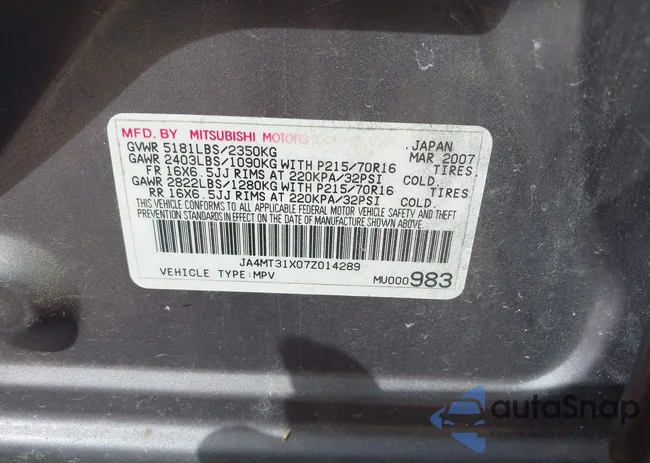 MFD. BY MITSUBISHI MOTORS JAPAN
GVWR 5181LBS/2350KG MAR 2007
GAWR 2403LBS/1090KG WITH P215/70R16 TIRES
FR 16X6.5JJ RIMS AT 220KPA/32PSI COLD.
GAWR 2822LBS/1280KG WITH P215/70R16 TIRES
RR 16X6.5JJ RIMS AT 220KPA/32PSI COLD.
THIS VEHICLE CONFORMS TO ALL APPLICABLE FEDERAL MOTOR VEHICLE SAFETY AND THEFT
PREVENTION STANDARDS IN EFFECT ON THE DATE OF MANUFACTURE SHOWN ABOVE.
JA4MT31X07Z014289
VEHICLE TYPE:MPV MU000983
autaSnap